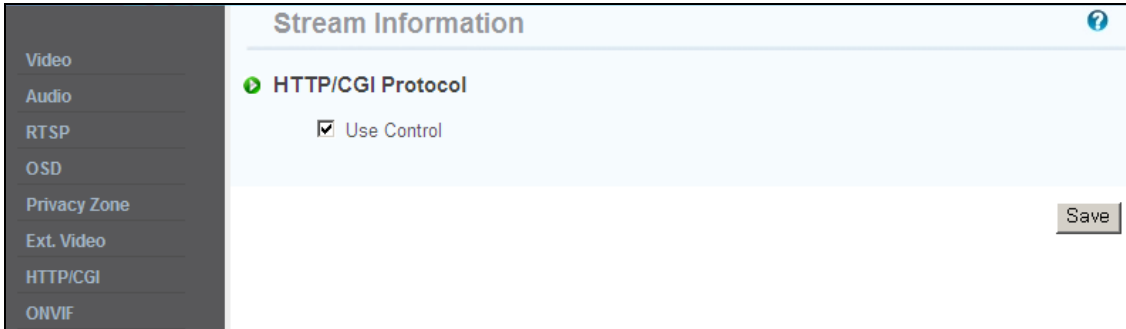 Stream Information
?
Video
Audio
RTSP
OSD
Privacy Zone
Ext. Video
HTTP/CGI
ONVIF
HTTP/CGI Protocol
Use Control
Save